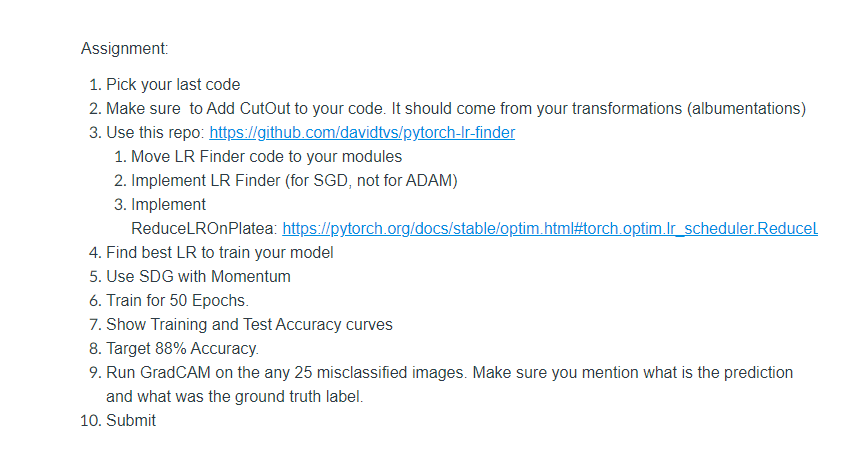 Assignment:
1. Pick your last code
2. Make sure  to Add CutOut to your code. It should come from your transformations (albumentations)
3. Use this repo: https://github.com/davidtvs/pytorch-lr-finder
1. Move LR Finder code to your modules
2. Implement LR Finder (for SGD, not for ADAM)
3. Implement
ReduceLROnPlatea: https://pytorch.org/docs/stable/optim.html#torch.optim.lr_scheduler.ReduceL
4. Find best LR to train your model
5. Use SDG with Momentum
6. Train for 50 Epochs.
7. Show Training and Test Accuracy curves
8. Target 88% Accuracy.
9. Run GradCAM on the any 25 misclassified images. Make sure you mention what is the prediction
and what was the ground truth label.
10. Submit